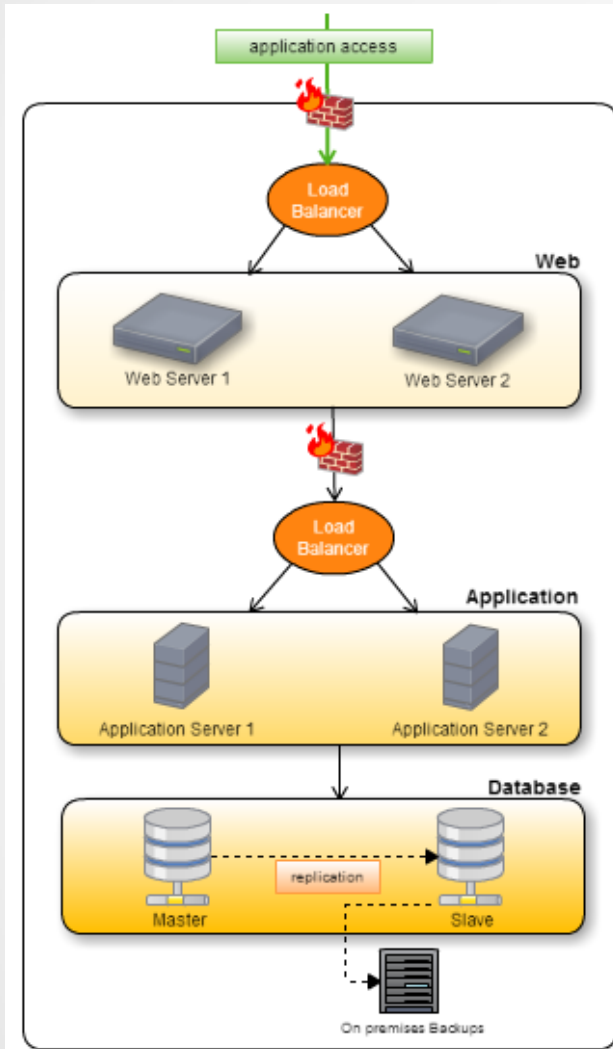 application access
Load
Balancer
Web
Web Server 1
Web Server 2
Load
Balancer
Application
Application Server 1
Application Server 2
Database
replication
Master
Slave
On premises Backups